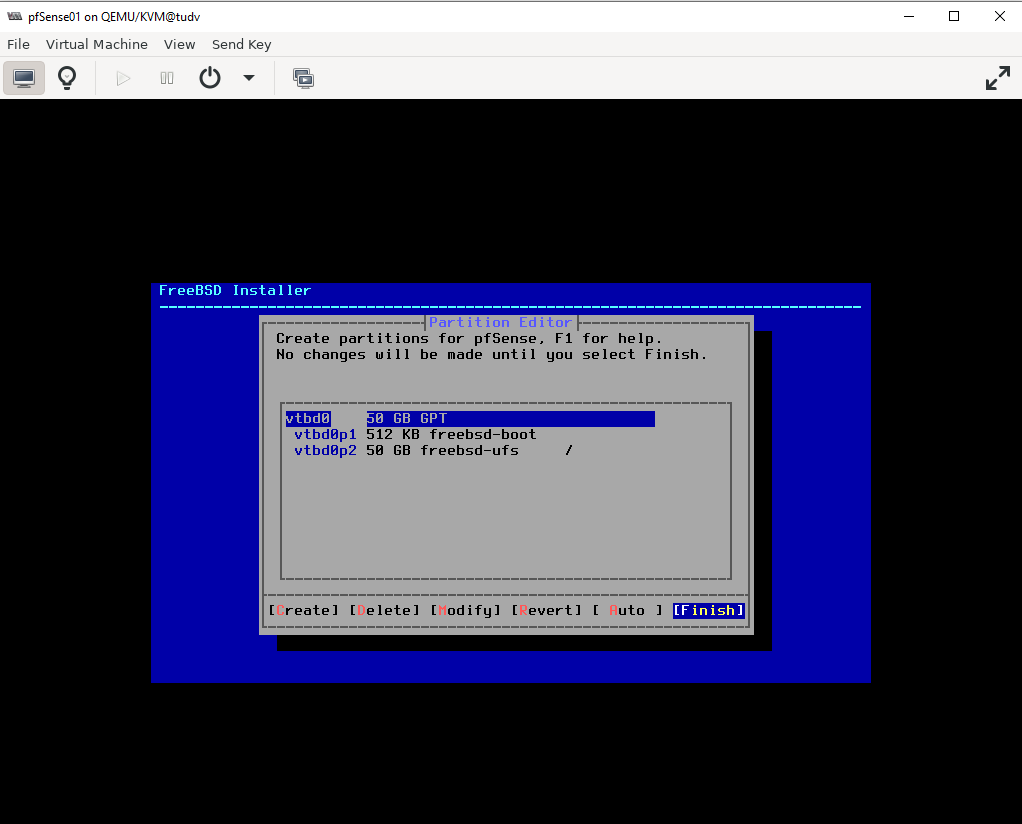 pfSense01 on QEMU/KVM@tudv
File Virtual Machine View Send Key
FreeBSD Installer
Partition Editor
Create partitions for pfSense, F1 for help.
No changes will be made until you select Finish.
vtbd0 50 GB GPT
vtbd0p1 512 KB freebsd-boot
vtbd0p2 50 GB freebsd-ufs /
[Create] [Delete] [Modify] [Revert] [ Auto ] [Finish]